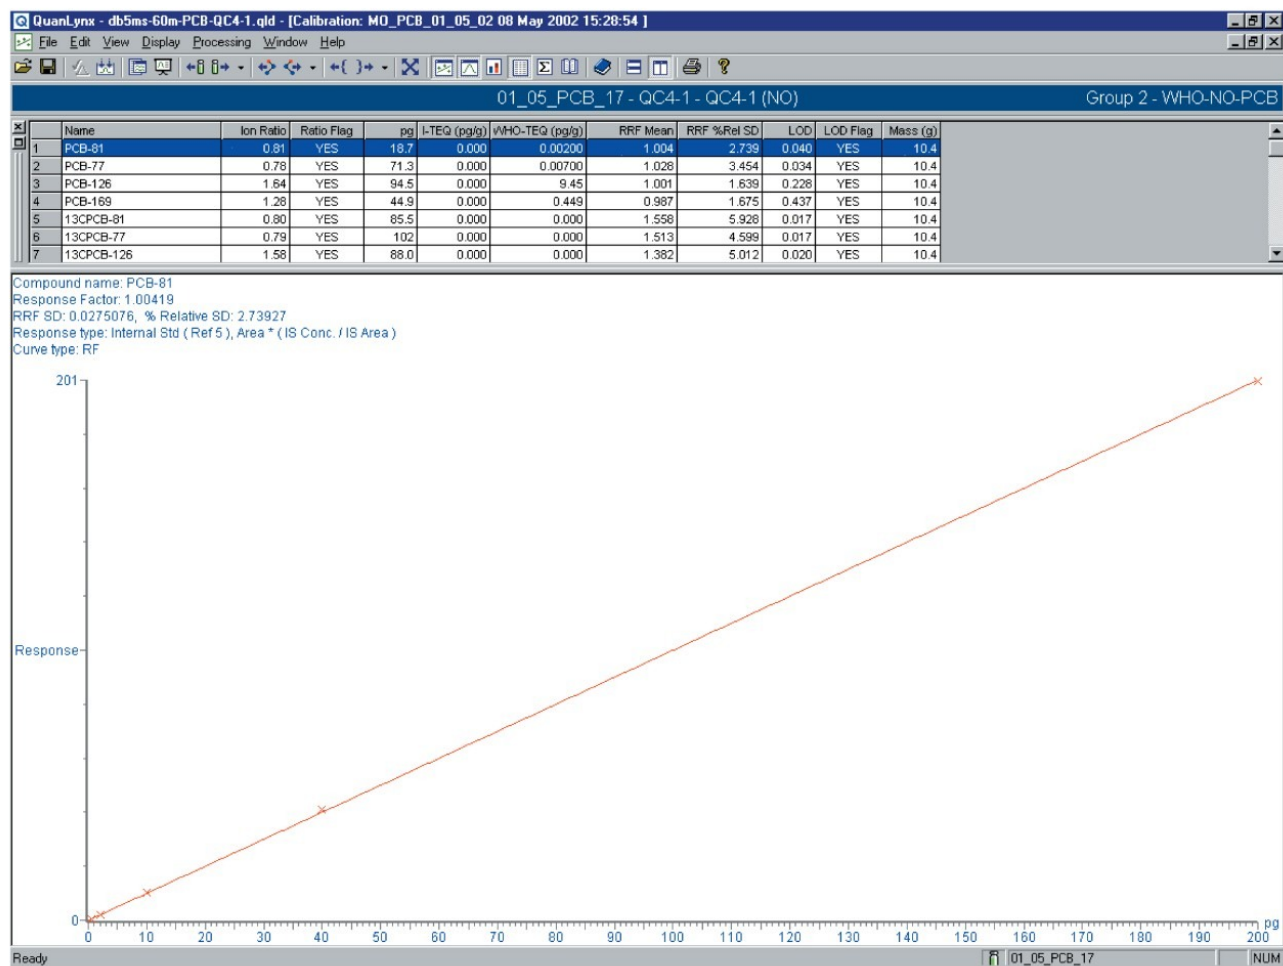 QuanLynx - db5ms-60m-PCB-QC4-1.qld - [Calibration: MO_PCB_01_05_02 08 May 2002 15:28:54 ]
File Edit View Display Processing Window Help
01_05_PCB_17 - QC4-1 - QC4-1 (NO) Group 2 - WHO-NO-PCB
Name Ion Ratio Ratio Flag pg I-TEQ (pg/g) WHO-TEQ (pg/g) RRF Mean RRF %Rel SD LOD LOD Flag Mass (g)
1 PCB-81 0.81 YES 18.7 0.000 0.00200 1.004 2.739 0.040 YES 10.4
2 PCB-77 0.78 YES 71.3 0.000 0.00700 1.028 3.454 0.034 YES 10.4
3 PCB-126 1.64 YES 94.5 0.000 9.45 1.001 1.639 0.228 YES 10.4
4 PCB-169 1.28 YES 44.9 0.000 0.449 0.987 1.675 0.437 YES 10.4
5 13CPCB-81 0.80 YES 85.5 0.000 0.000 1.558 5.928 0.017 YES 10.4
6 13CPCB-77 0.79 YES 102 0.000 0.000 1.513 4.599 0.017 YES 10.4
7 13CPCB-126 1.58 YES 88.0 0.000 0.000 1.382 5.012 0.020 YES 10.4
Compound name: PCB-81
Response Factor: 1.00419
RRF SD: 0.0275076, % Relative SD: 2.73927
Response type: Internal Std ( Ref 5 ), Area * ( IS Conc. / IS Area )
Curve type: RF
201
Response
0
0 10 20 30 40 50 60 70 80 90 100 110 120 130 140 150 160 170 180 190 200 pg
Ready 01_05_PCB_17 NUM